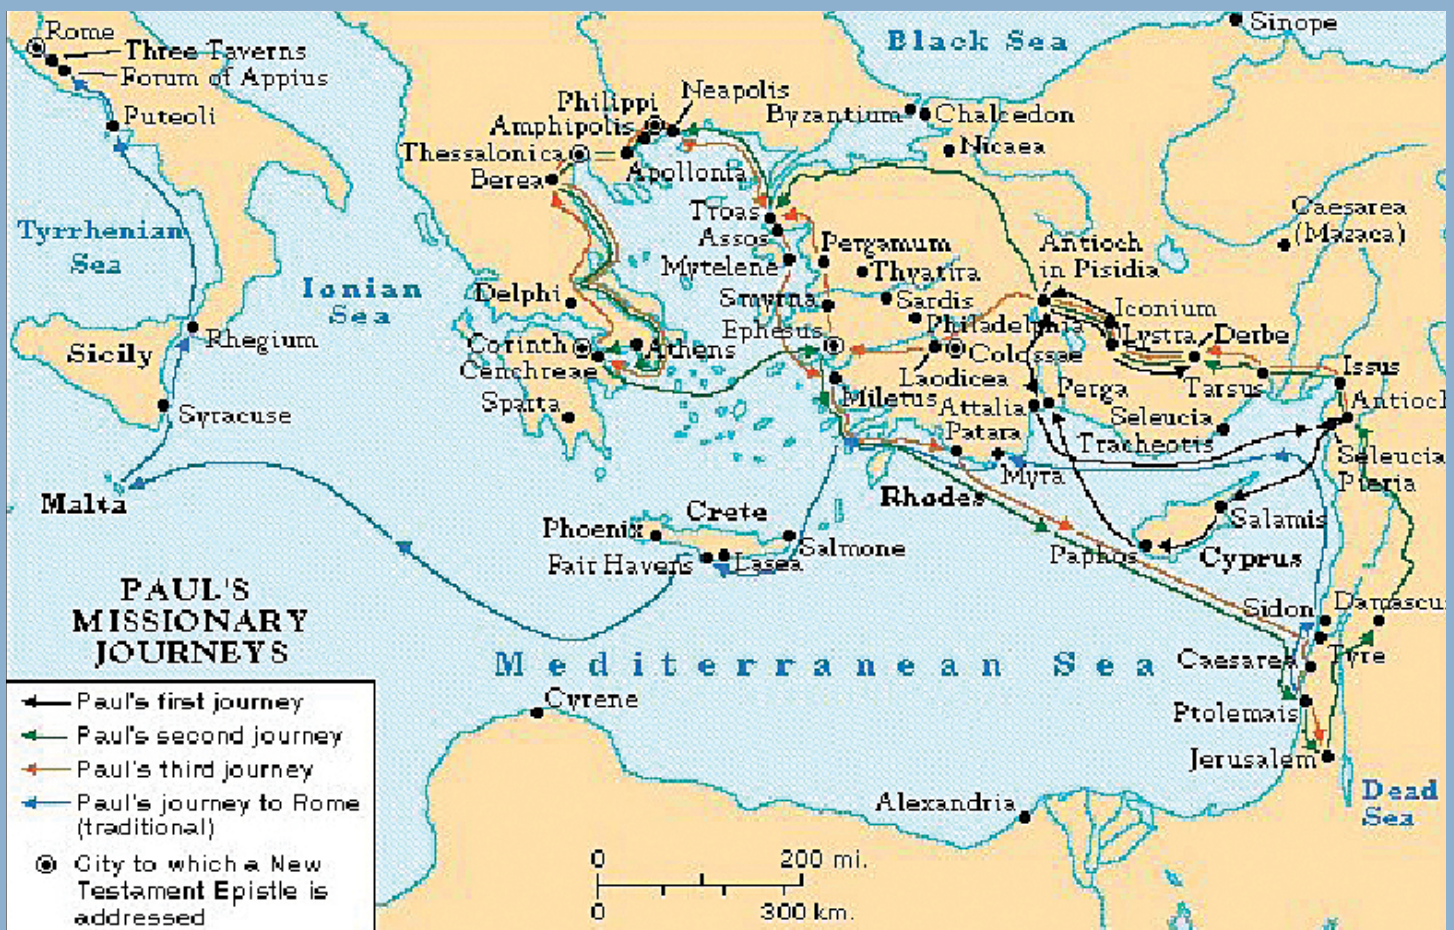 Rome
Three Taverns
Forum of Appius
Puteoli
Tyrrhenian
Sea
Ionian
Sea
Sicily
Rhegium
Syracuse
Malta
Black Sea
Sinope
Neapolis
Philippi
Amphipolis
Thessalonica
Berea
Apollonia
Byzantium
Chalcedon
Nicaea
Caesarea
(Mazaca)
Troas
Assos
Mytelene
Pergamum
Thyatira
Smyrna
Sardis
Ephesus
Philadelphia
Antioch
in Pisidia
Iconium
Lystra
Derbe
Delphi
Corinth
Athens
Cenchreae
Sparta
Colossae
Laodicea
Miletus
Attalia
Perga
Patara
Myra
Tarsus
Issus
Antioch
Seleucia
Tracheotis
Seleucia
Pieria
Rhodes
Crete
Phoenix
Fair Havens
Lasea
Salmone
Salamis
Paphos
Cyprus
Sidon
Damascu
Tyre
Caesarea
Ptolemais
Jerusalem
Dead
Sea
Mediterranean Sea
Cyrene
Alexandria
PAUL'S
MISSIONARY
JOURNEYS
Paul's first journey
Paul's second journey
Paul's third journey
Paul's journey to Rome
(traditional)
City to which a New
Testament Epistle is
addressed
0 200 mi.
0 300 km.